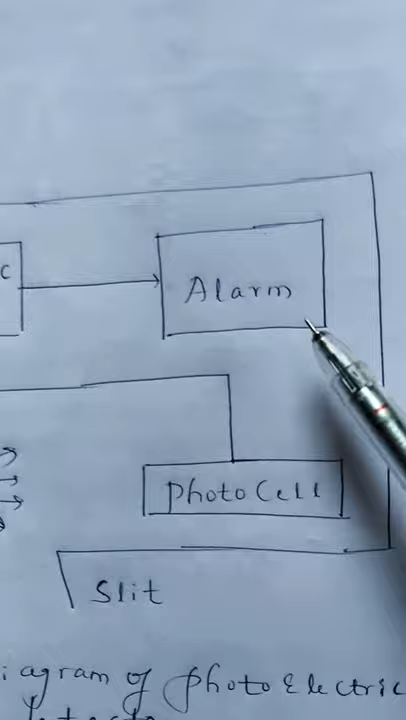 C
Alarm
Photo Cell
Slit
iagram of Photo Electric